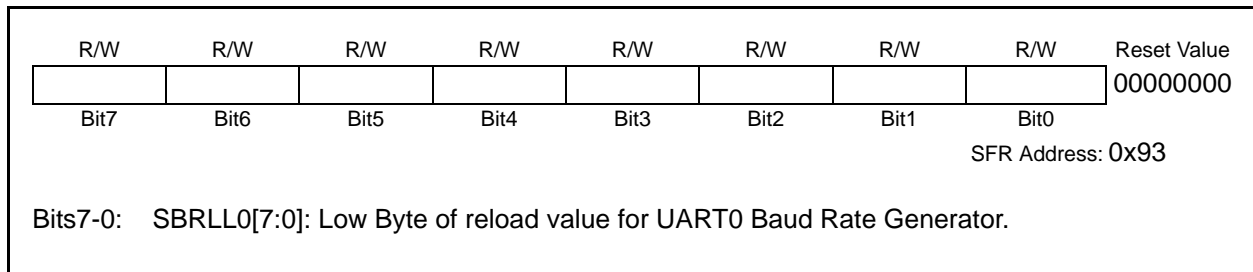 R/W R/W R/W R/W R/W R/W R/W R/W Reset Value
00000000
Bit7 Bit6 Bit5 Bit4 Bit3 Bit2 Bit1 Bit0
SFR Address: 0x93
Bits7-0: SBRLL0[7:0]: Low Byte of reload value for UART0 Baud Rate Generator.